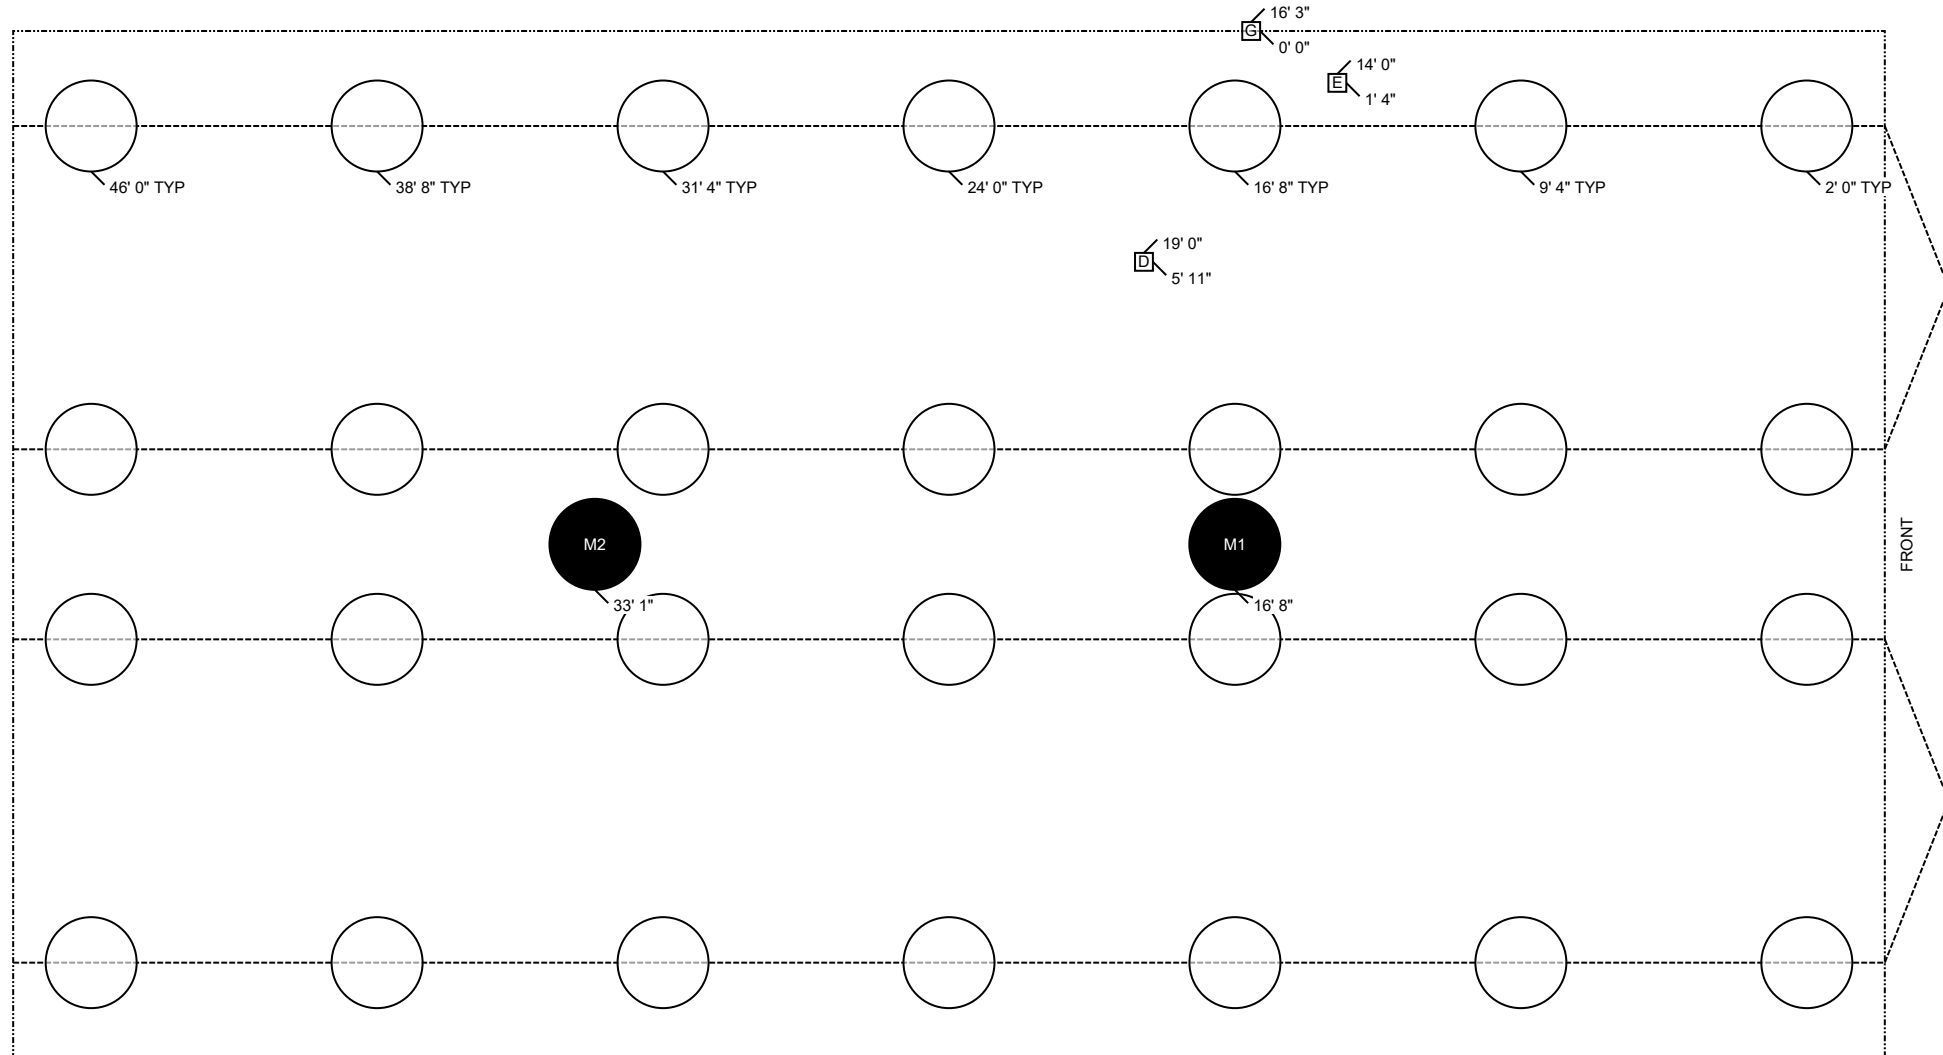 16' 3"
G
0' 0"
14' 0"
E
1' 4"
46' 0" TYP
38' 8" TYP
31' 4" TYP
24' 0" TYP
16' 8" TYP
9' 4" TYP
2' 0" TYP
19' 0"
D
5' 11"
M2
M1
FRONT
33' 1"
16' 8"